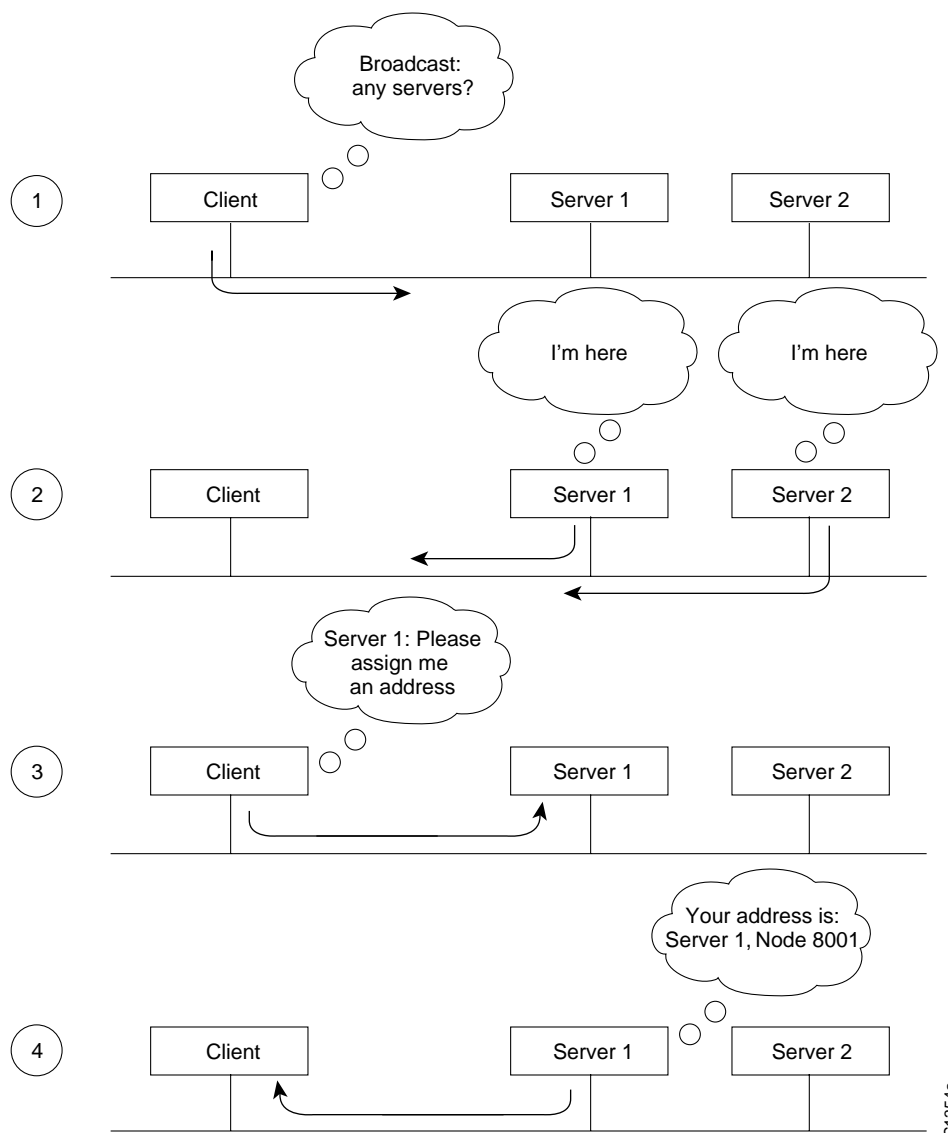 Broadcast:
any servers?
1
Client
Server 1
Server 2
I'm here
I'm here
2
Client
Server 1
Server 2
Server 1: Please
assign me
an address
3
Client
Server 1
Server 2
Your address is:
Server 1, Node 8001
4
Client
Server 1
Server 2